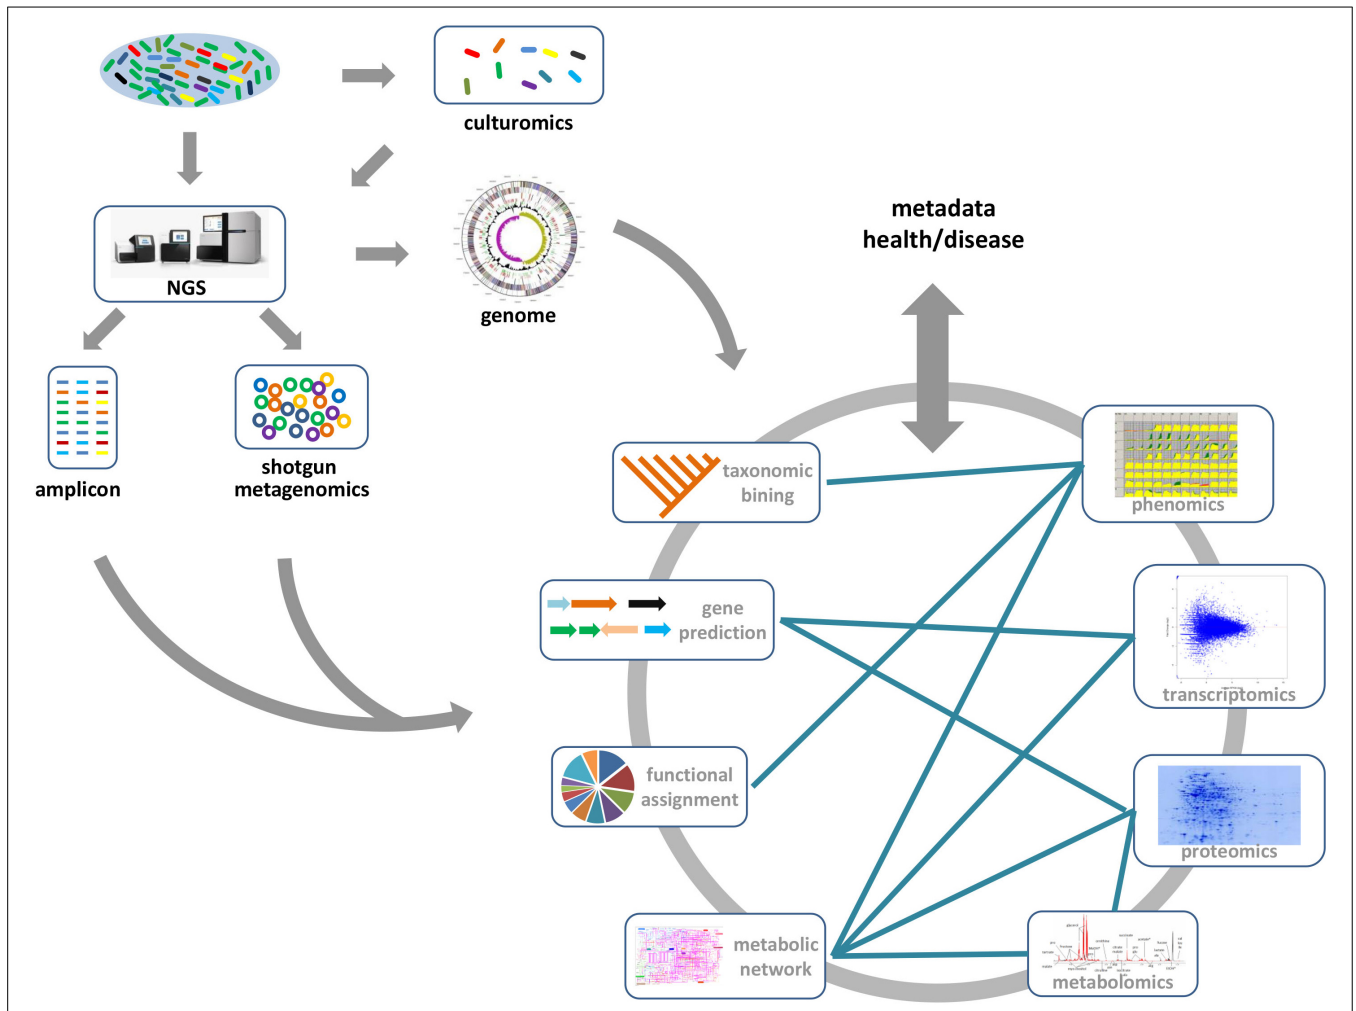 culturomics
NGS
genome
metadata
health/disease
amplicon
shotgun
metagenomics
taxonomic
bining
phenomics
gene
prediction
transcriptomics
functional
assignment
proteomics
metabolic
network
metabolomics